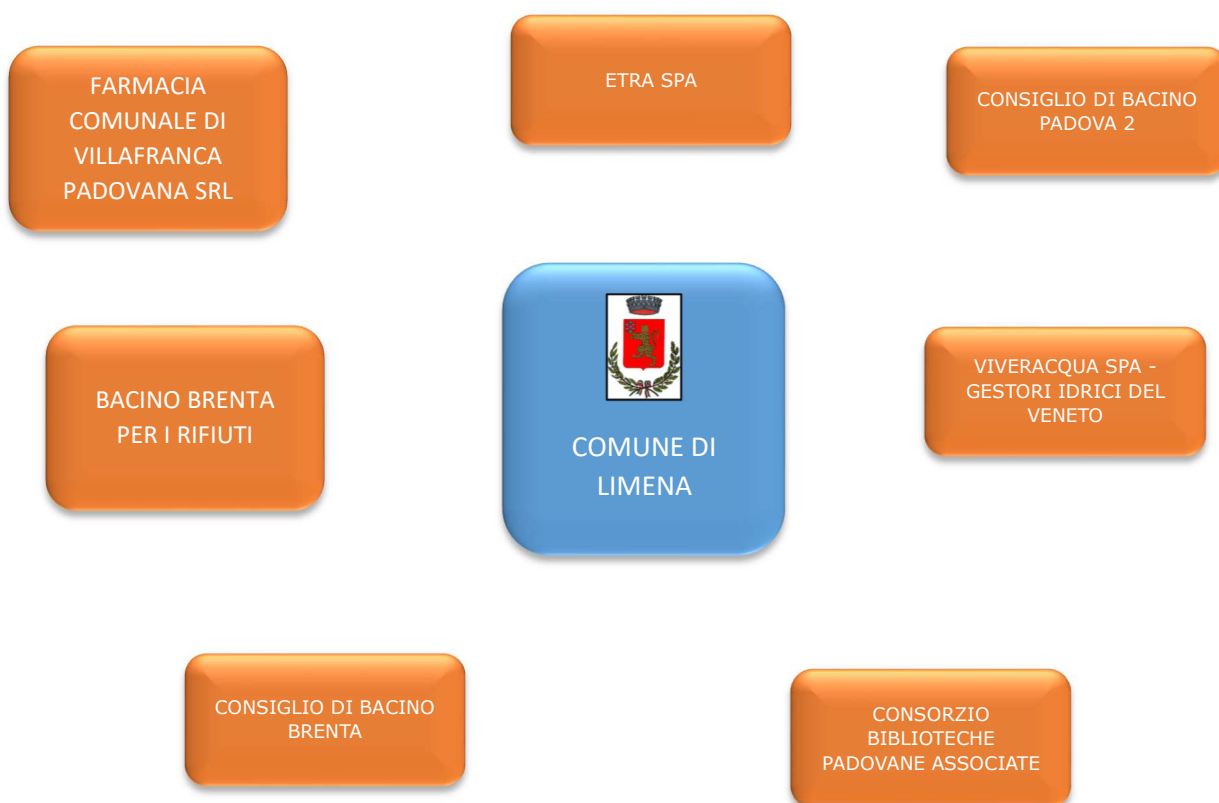 FARMACIA
COMUNALE DI
VILLAFRANCA
PADOVANA SRL
ETRA SPA
CONSIGLIO DI BACINO
PADOVA 2
BACINO BRENTA
PER I RIFIUTI
COMUNE DI
LIMENA
VIVERACQUA SPA -
GESTORI IDRICI DEL
VENETO
CONSIGLIO DI BACINO
BRENTA
CONSORZIO
BIBLIOTECHE
PADOVANE ASSOCIATE